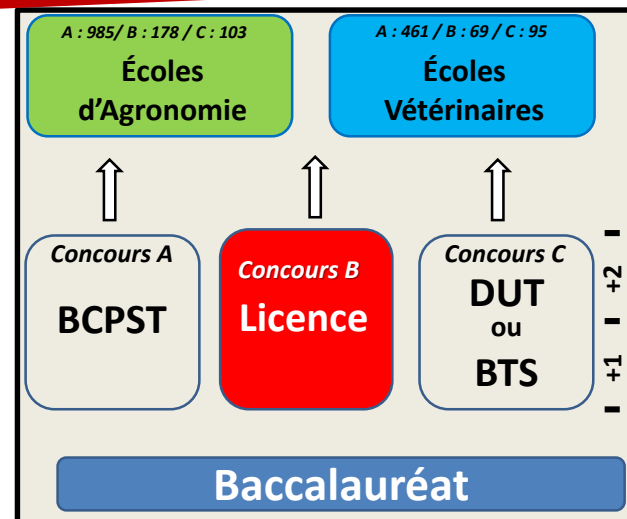 A : 985/ B : 178 / C : 103
École​s
d’Agronomie
A : 461 / B : 69 / C : 95
Écoles
Vétérinaires
Concours A
BCPST
Concours B
Licence
Concours C
DUT
ou
BTS
+2
+1
Baccalauréat